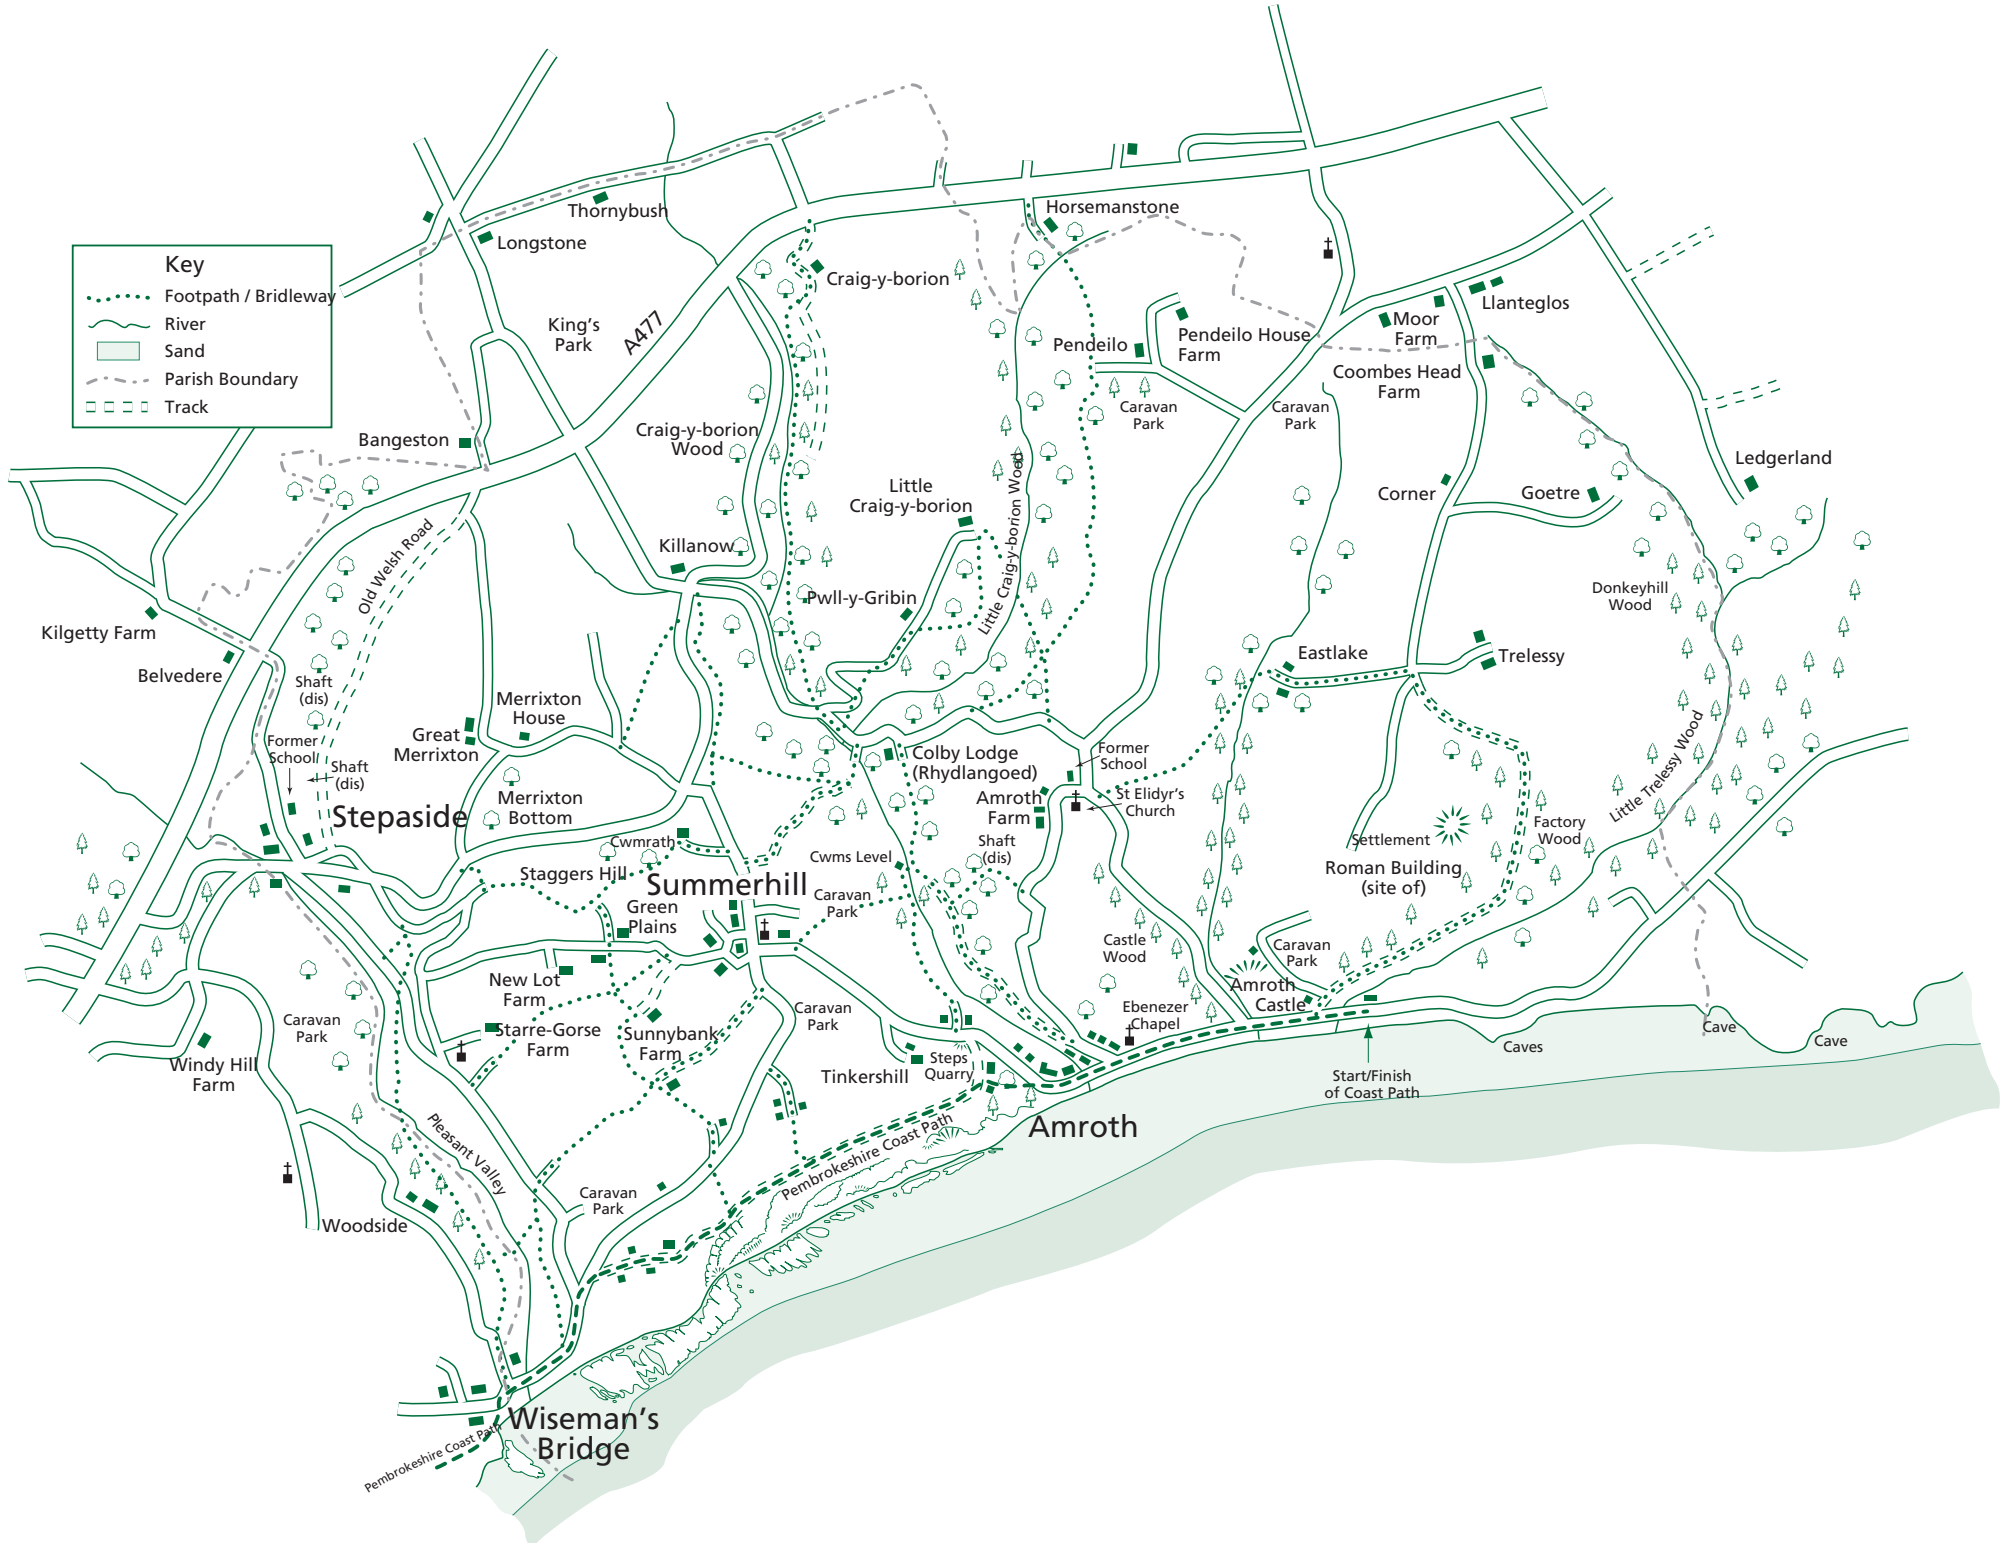 Key
Footpath / Bridleway
River
Sand
Parish Boundary
Track
Thornybush
Longstone
King's
Park
A477
Craig-y-borion
Horsemanstone
Pendeilo
Pendeilo House
Farm
Caravan
Park
Moor
Farm
Llanteglos
Coombes Head
Farm
Caravan
Park
Bangeston
Craig-y-borion
Wood
Little
Craig-y-borion
Little Craig-y-borion Wood
Corner
Goetre
Ledgerland
Old Welsh Road
Killanow
Pwll-y-Gribin
Donkeyhill
Wood
Kilgetty Farm
Belvedere
Shaft
(dis)
Former
School
Shaft
(dis)
Great
Merrixton
Merrixton
House
Merrixton
Bottom
Eastlake
Trelessy
Colby Lodge
(Rhydlangoed)
Former
School
Amroth
Farm
St Elidyr's
Church
Shaft
(dis)
Little Trelessy Wood
Stepaside
Cwmrath
Staggers Hill
Summerhill
Cwms Level
Caravan
Park
Green
Plains
Settlement
Factory
Wood
Roman Building
(site of)
Castle
Wood
Caravan
Park
Amroth
Castle
New Lot
Farm
Starre-Gorse
Farm
Sunnybank
Farm
Caravan
Park
Ebenezer
Chapel
Caravan
Park
Windy Hill
Farm
Tinkershill
Steps
Quarry
Caves
Cave
Cave
Start/Finish
of Coast Path
Amroth
Pleasant Valley
Pembrokeshire Coast Path
Caravan
Park
Woodside
Wiseman's
Bridge
Pembrokeshire Coast Path